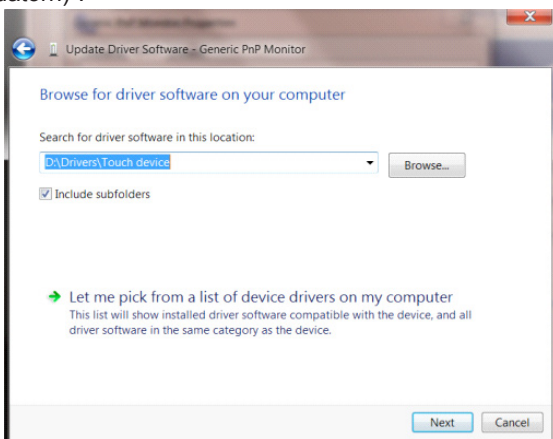 Update Driver Software - Generic PnP Monitor
Browse for driver software on your computer
Search for driver software in this location:
D:\Drivers\Touch device
Browse...
Include subfolders
Let me pick from a list of device drivers on my computer
This list will show installed driver software compatible with the device, and all
driver software in the same category as the device.
Next
Cancel